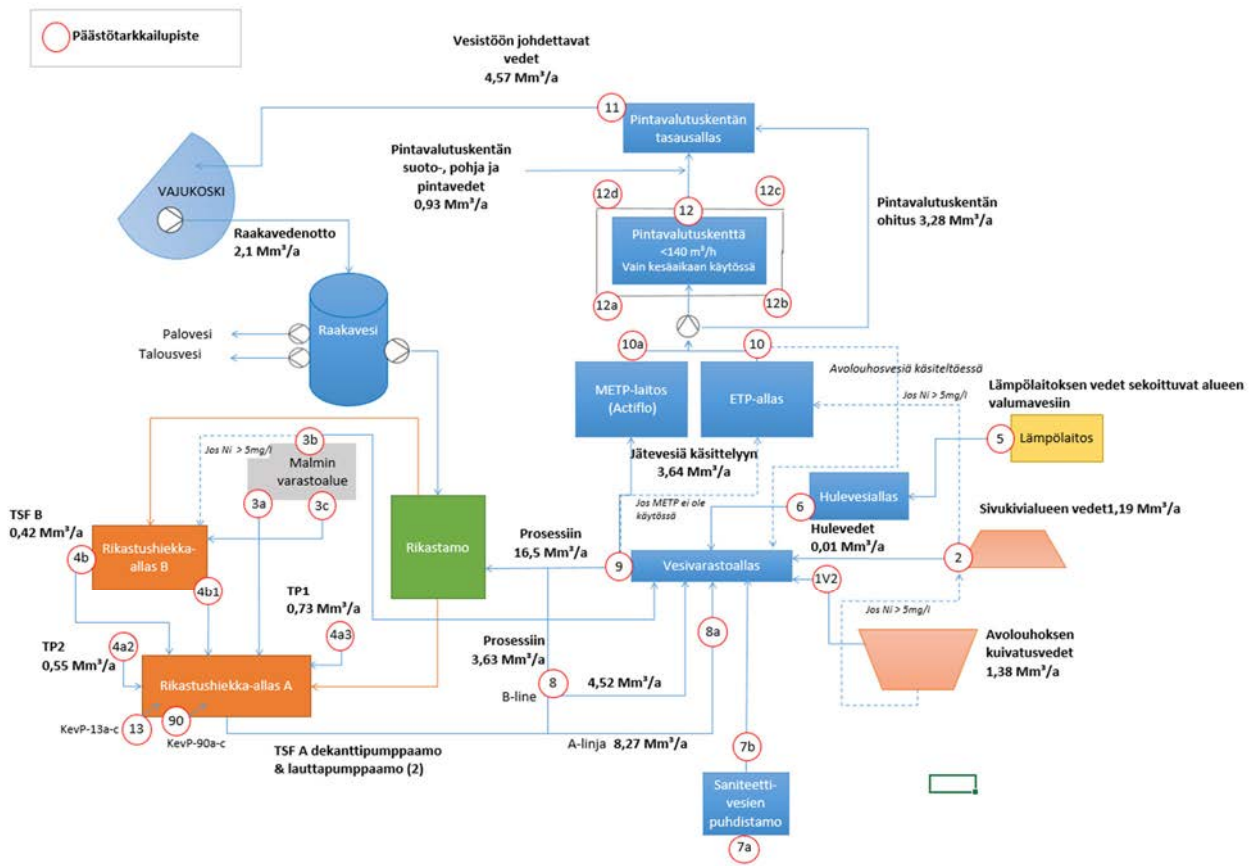 Päästötarkkailupiste
Vesistöön johdettavat
vedet
4,57 Mm³/a
11
Pintavalutuskentän
tasausallas
Pintavalutuskentän
suoto-, pohja ja
pintavedet
0,93 Mm³/a
12d
12
12c
Pintavalutuskenttä
<140 m³/h
Vain kesäaikaan käytössä
12a
12b
Pintavalutuskentän
ohitus 3,28 Mm³/a
VAJUKOSKI
Raakavedenotto
2,1 Mm³/a
Palovesi
Talousvesi
Raakavesi
10a
10
METP-laitos
(Actiflo)
ETP-allas
Avolouhosvesiä käsiteltäessä
Jos Ni > 5mg/l
Lämpölaitoksen vedet sekoittuvat alueen
valumavesiin
5
Lämpölaitos
3b
Jos Ni > 5mg/l
Malmin
varastoalue
3a
3c
Jätevesiä käsittelyyn
3,64 Mm³/a
Jos METP ei ole
käytössä
Hulevesiallas
6
Hulevedet
0,01 Mm³/a
Sivukivialueen vedet1,19 Mm³/a
2
TSF B
0,42 Mm³/a
4b
Rikastushiekka-
allas B
4b1
Rikastamo
Prosessiin
16,5 Mm³/a
9
Vesivarastoallas
1V2
Jos Ni > 5mg/l
Avolouhoksen
kuivatusvedet
1,38 Mm³/a
TP1
0,73 Mm³/a
4a3
TP2
0,55 Mm³/a
4a2
Rikastushiekka-allas A
Prosessiin
3,63 Mm³/a
8
B-line
4,52 Mm³/a
8a
KevP-13a-c
13
90
KevP-90a-c
TSF A dekanttipumppaamo
& lauttapumppaamo (2)
A-linja 8,27 Mm³/a
7b
Saniteetti-
vesien
puhdistamo
7a